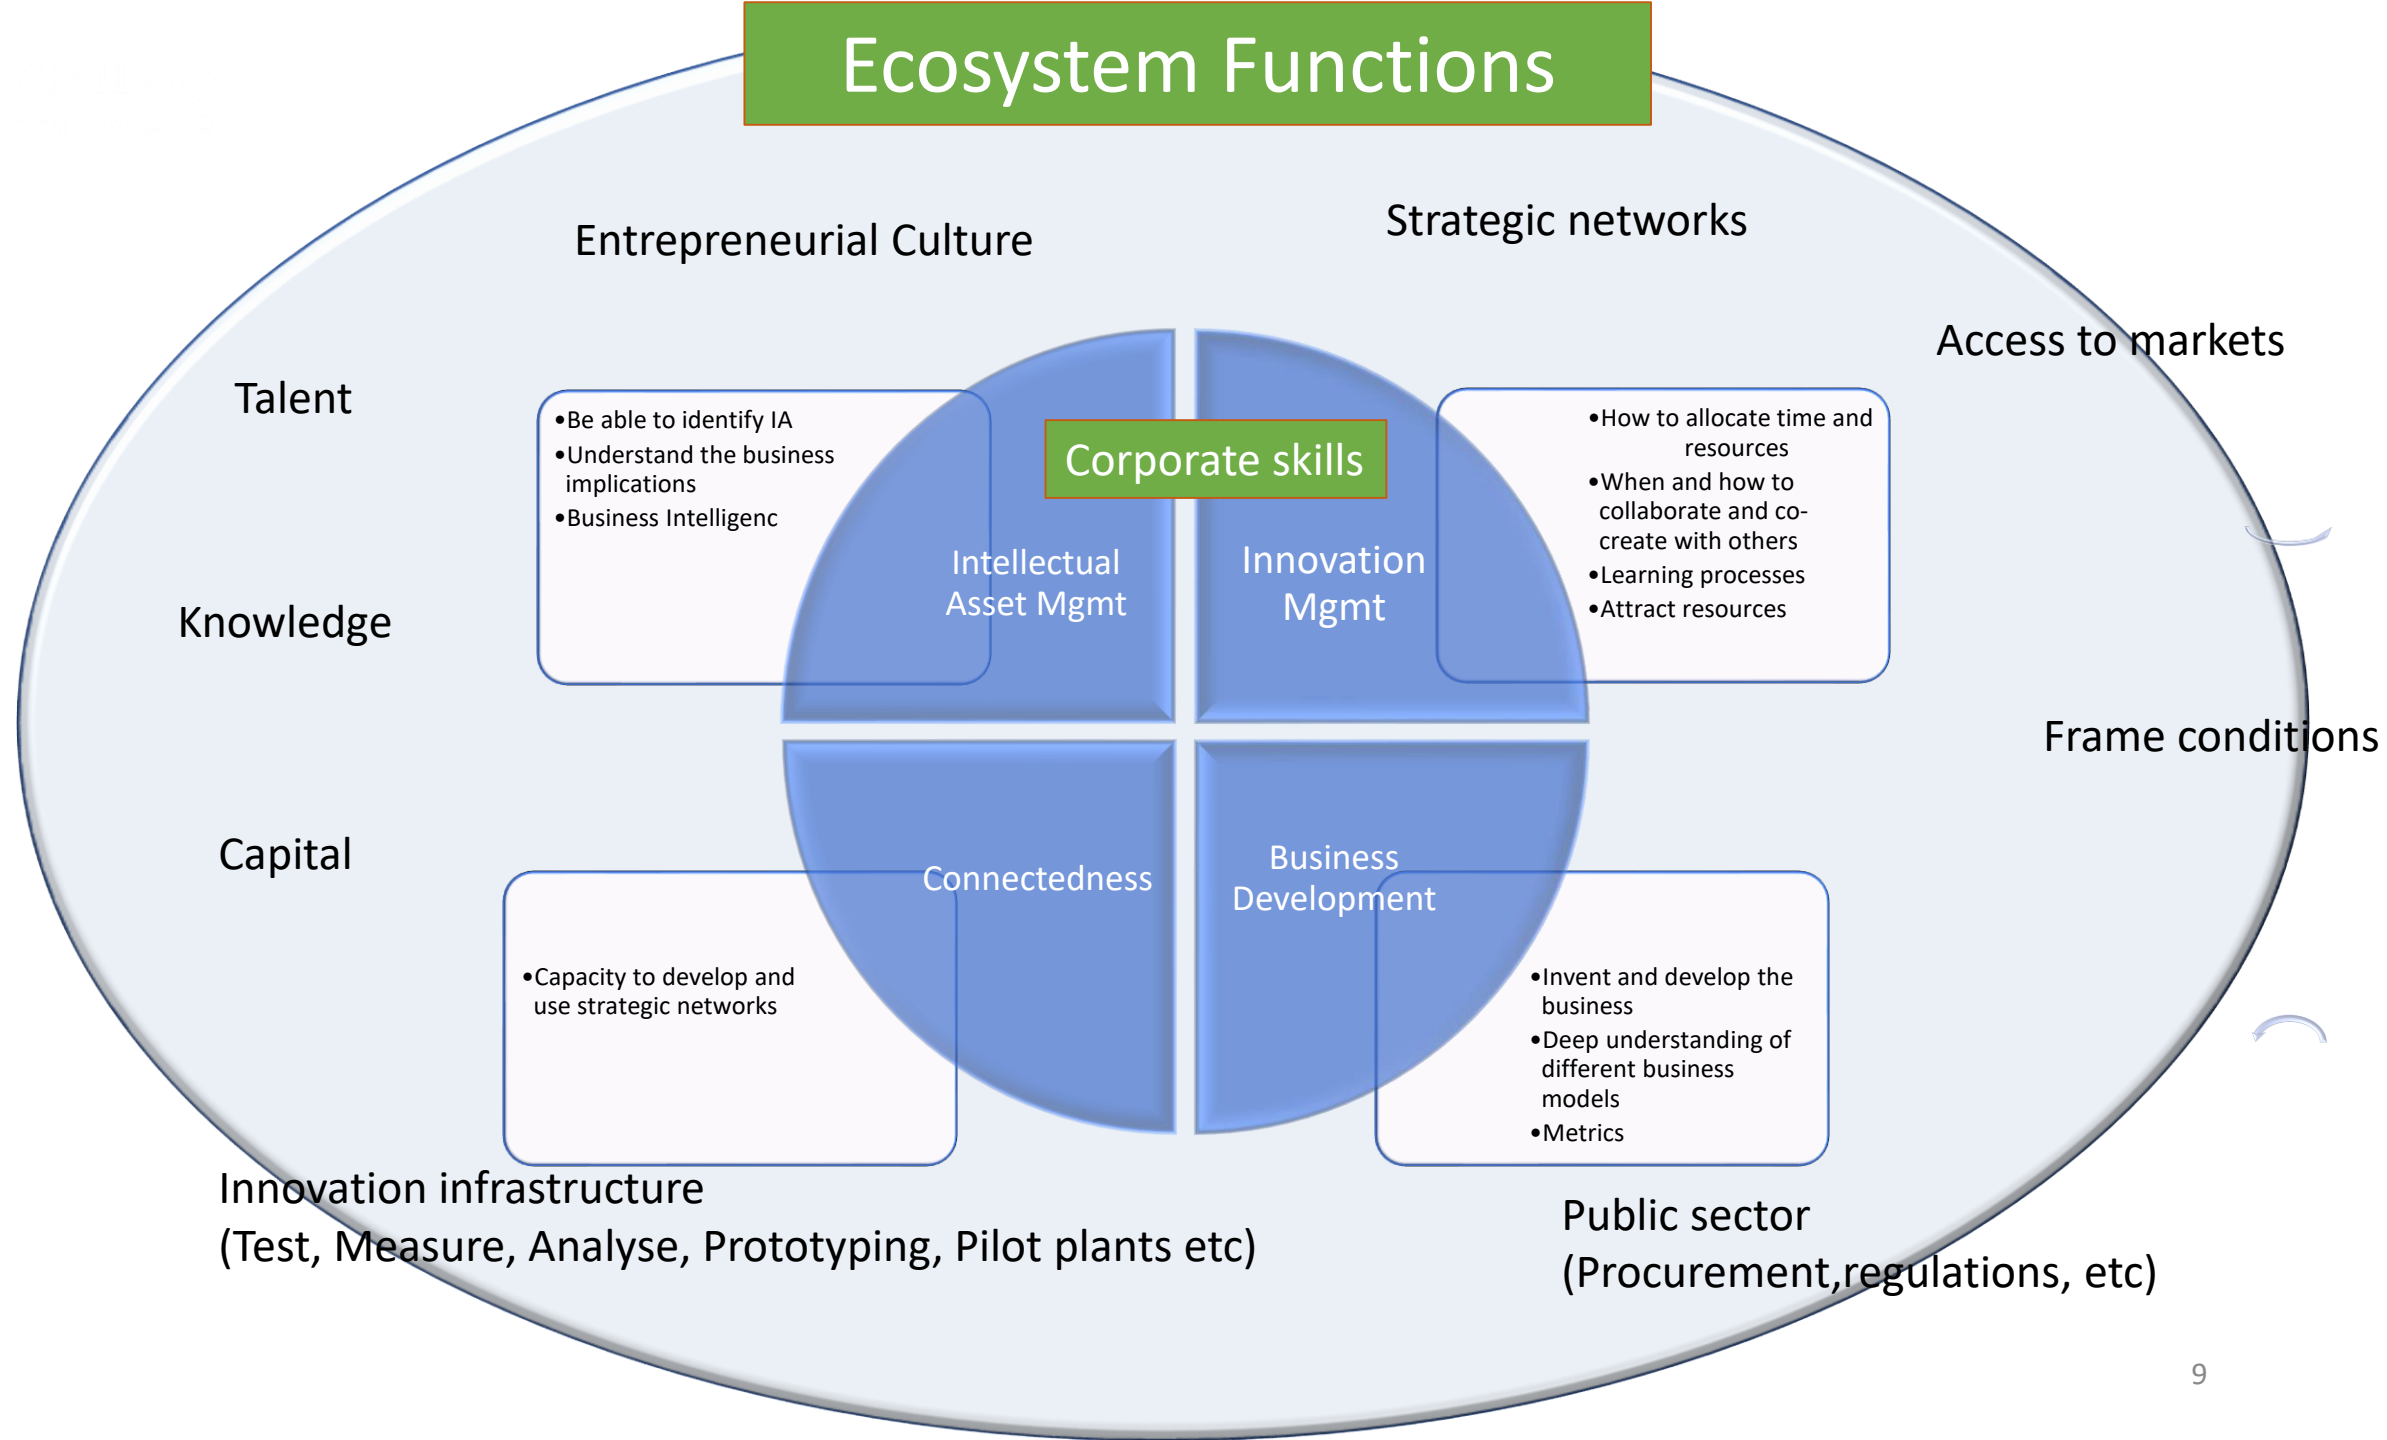 Ecosystem Functions
Entrepreneurial Culture
Strategic networks
Access to markets
Talent
•Be able to identify IA
•Understand the business
implications
•Business Intelligenc
Corporate skills
•How to allocate time and
resources
•When and how to
collaborate and co-
create with others
•Learning processes
•Attract resources
Intellectual
Asset Mgmt
Innovation
Mgmt
Knowledge
Frame conditions
Capital
Connectedness
Business
Development
•Capacity to develop and
use strategic networks
•Invent and develop the
business
•Deep understanding of
different business
models
•Metrics
Innovation infrastructure
(Test, Measure, Analyse, Prototyping, Pilot plants etc)
Public sector
(Procurement,regulations, etc)
9